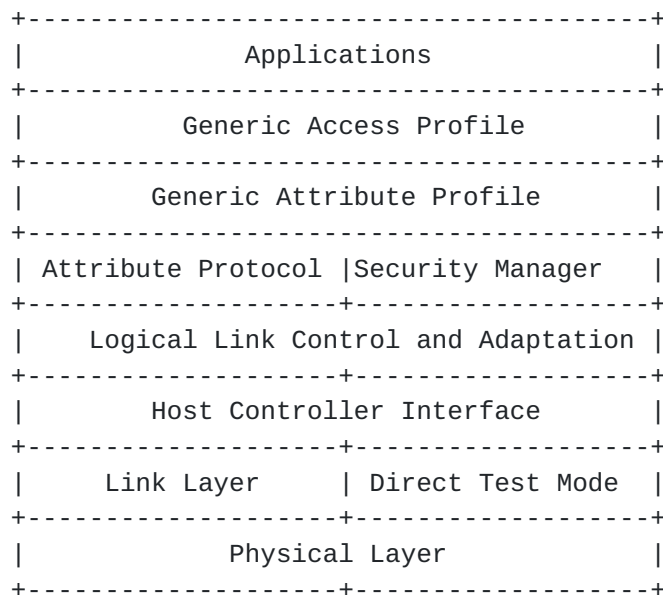 +----------------------------------------+
|              Applications              |
+----------------------------------------+
|          Generic Access Profile        |
+----------------------------------------+
|        Generic Attribute Profile       |
+----------------------------------------+
| Attribute Protocol |Security Manager   |
+--------------------+-------------------+
|    Logical Link Control and Adaptation |
+--------------------+-------------------+
|        Host Controller Interface       |
+--------------------+-------------------+
|     Link Layer     | Direct Test Mode  |
+--------------------+-------------------+
|             Physical Layer             |
+--------------------+-------------------+